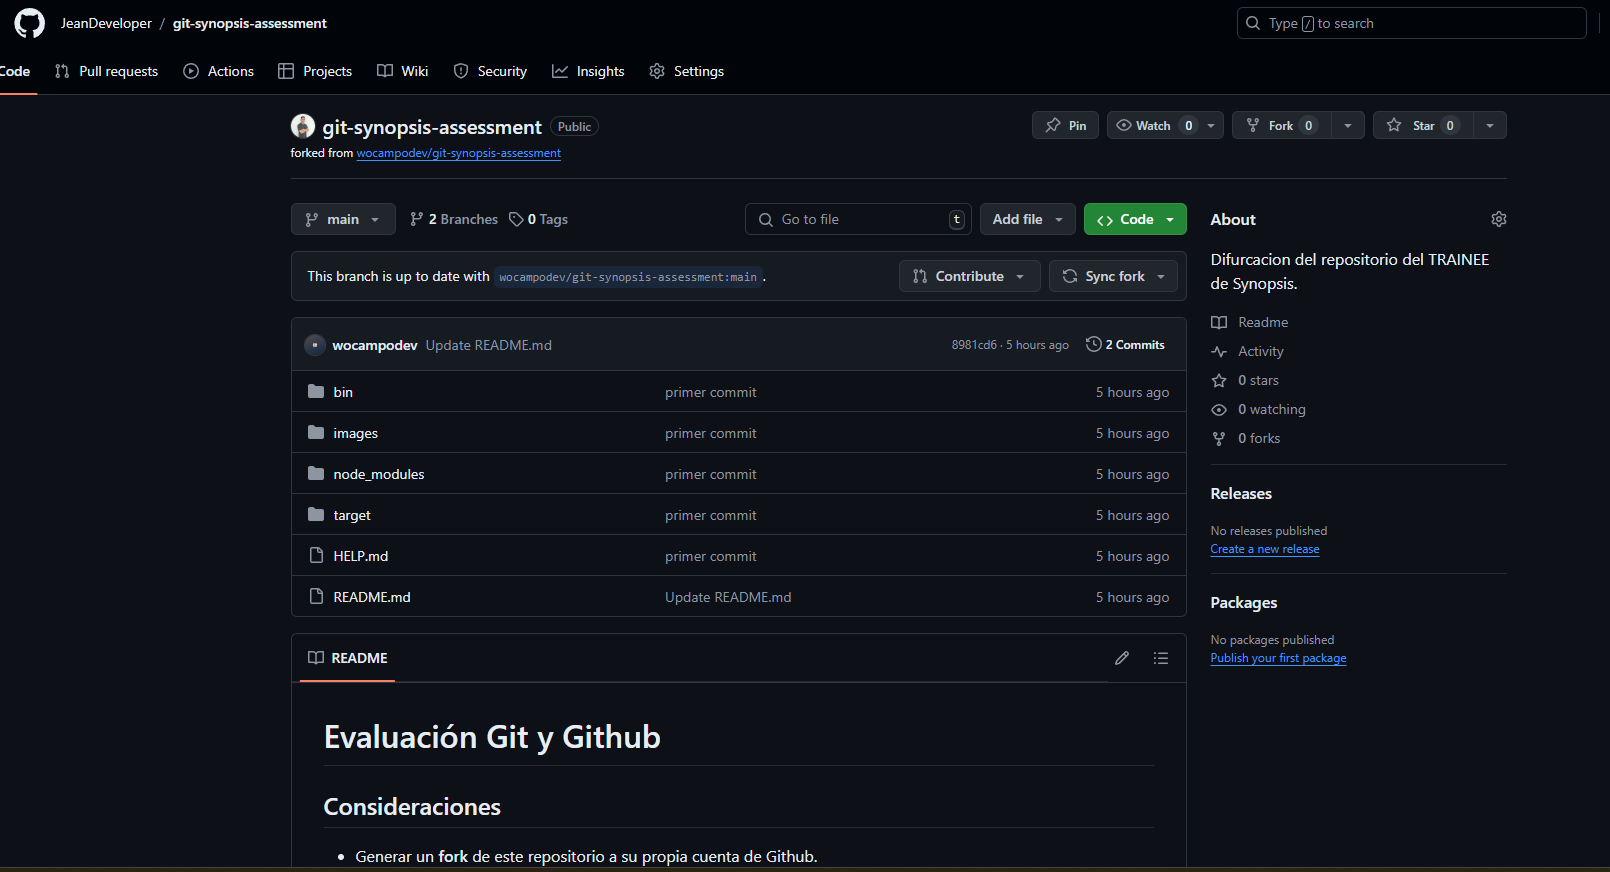 JeanDeveloper / git-synopsis-assessment
Type / to search
Code Pull requests Actions Projects Wiki Security Insights Settings
git-synopsis-assessment Public
Pin Watch 0 Fork 0 Star 0
forked from wocampodev/git-synopsis-assessment
main 2 Branches 0 Tags
Go to file t Add file Code
This branch is up to date with wocampodev/git-synopsis-assessment:main .
Contribute Sync fork
wocampodev Update README.md 8981cd6 · 5 hours ago 2 Commits
bin primer commit 5 hours ago
images primer commit 5 hours ago
node_modules primer commit 5 hours ago
target primer commit 5 hours ago
HELP.md primer commit 5 hours ago
README.md Update README.md 5 hours ago
README
Evaluación Git y Github
Consideraciones
• Generar un fork de este repositorio a su propia cuenta de Github.
About
Difurcacion del repositorio del TRAINEE
de Synopsis.
Readme
Activity
0 stars
0 watching
0 forks
Releases
No releases published
Create a new release
Packages
No packages published
Publish your first package